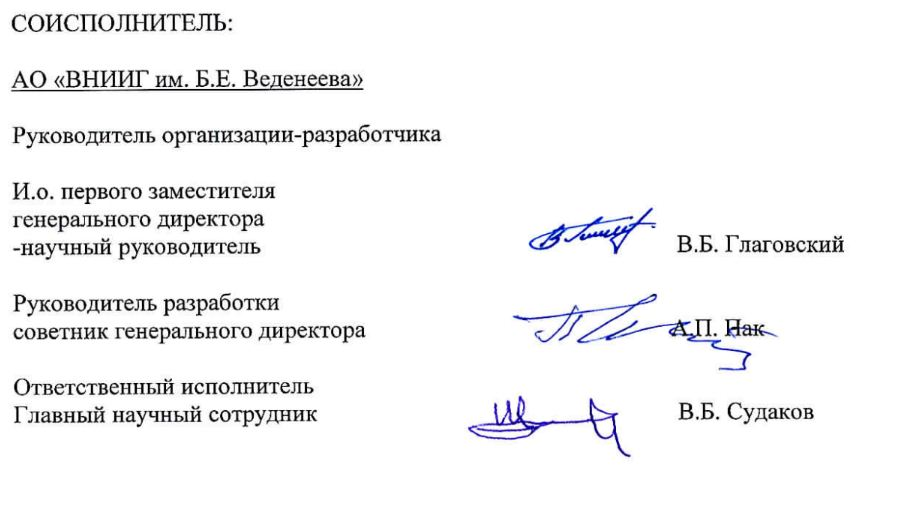 СОИСПОЛНИТЕЛЬ:
АО «ВНИИГ им. Б.Е. Веденеева»
Руководитель организации-разработчика
И.о. первого заместителя
генерального директора
-научный руководитель В.Б. Глаговский
Руководитель разработки
советник генерального директора А.П. Пак
Ответственный исполнитель
Главный научный сотрудник В.Б. Судаков